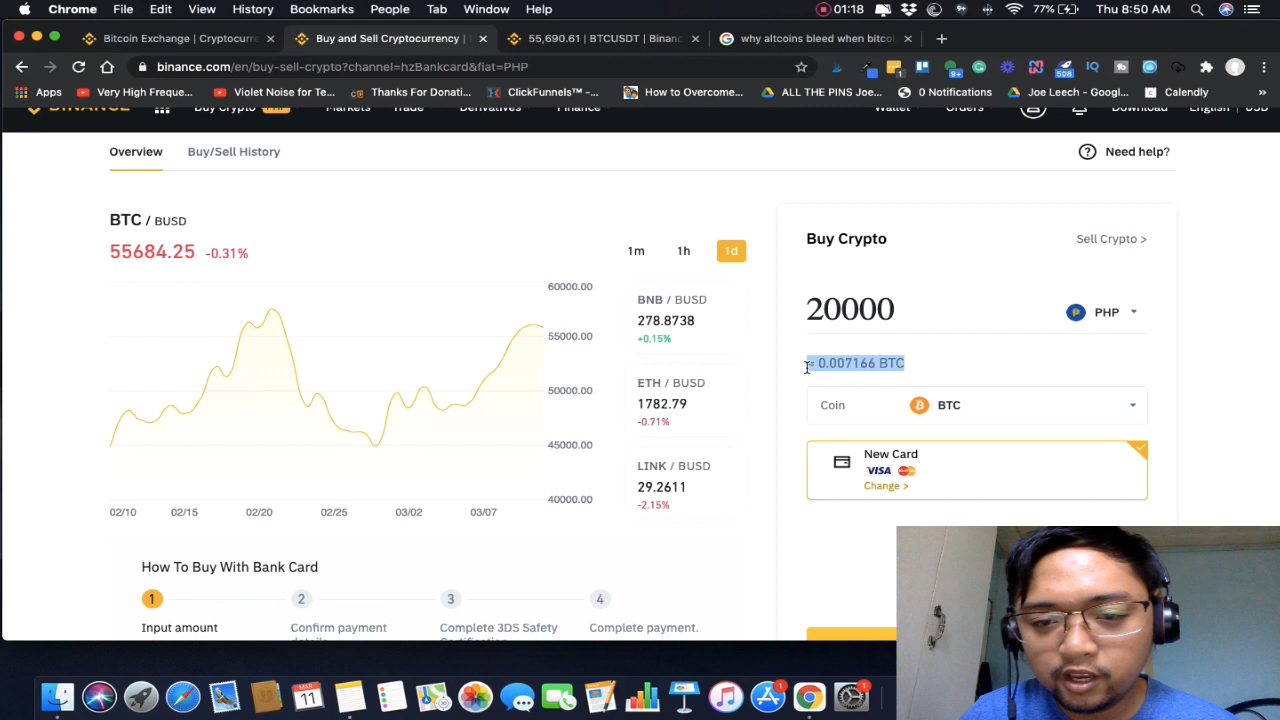 Chrome File Edit View History Bookmarks People Tab Window Help 01:18 77% Thu 8:50 AM
Bitcoin Exchange | Cryptocurr Buy and Sell Cryptocurrency | 55,690.61 | BTCUSDT | Binanc why altcoins bleed when bitcoi
binance.com/en/buy-sell-crypto?channel=hzBankcard&fiat=PHP 508
Apps Very High Freque... Violet Noise for Te... Thanks For Donati... ClickFunnels™ -... How to Overcome... ALL THE PINS Joe... 0 Notifications Joe Leech - Googl... Calendly
BINANCE Buy Crypto Markets Trade Derivatives Finance Wallet Orders Download English USD
Overview Buy/Sell History Need help?
BTC / BUSD
55684.25 -0.31%
1m 1h 1d
60000.00
55000.00
50000.00
45000.00
40000.00
02/10 02/15 02/20 02/25 03/02 03/07
BNB / BUSD
278.8738
+0.15%
ETH / BUSD
1782.79
-0.71%
LINK / BUSD
29.2611
-2.15%
Buy Crypto Sell Crypto >
20000 PHP
≈ 0.007166 BTC
Coin BTC
New Card
VISA
Change >
How To Buy With Bank Card
1 2 3 4
Input amount Confirm payment Complete 3DS Safety Complete payment.
MAR
11